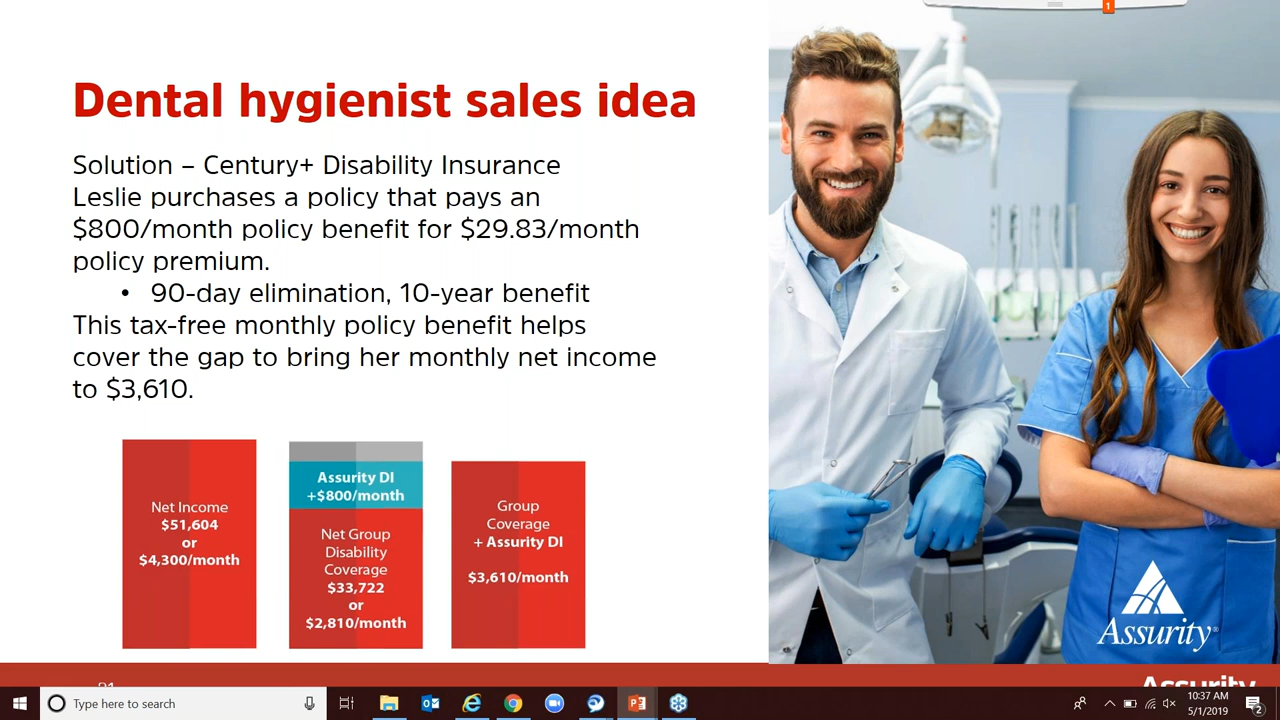 1
Dental hygienist sales idea
Solution – Century+ Disability Insurance
Leslie purchases a policy that pays an
$800/month policy benefit for $29.83/month
policy premium.
• 90-day elimination, 10-year benefit
This tax-free monthly policy benefit helps
cover the gap to bring her monthly net income
to $3,610.
Net Income
$51,604
or
$4,300/month
Assurity DI
+$800/month
Net Group
Disability
Coverage
$33,722
or
$2,810/month
Group
Coverage
+ Assurity DI
$3,610/month
Assurity®
Assurity
Type here to search
10:37 AM
5/1/2019
2